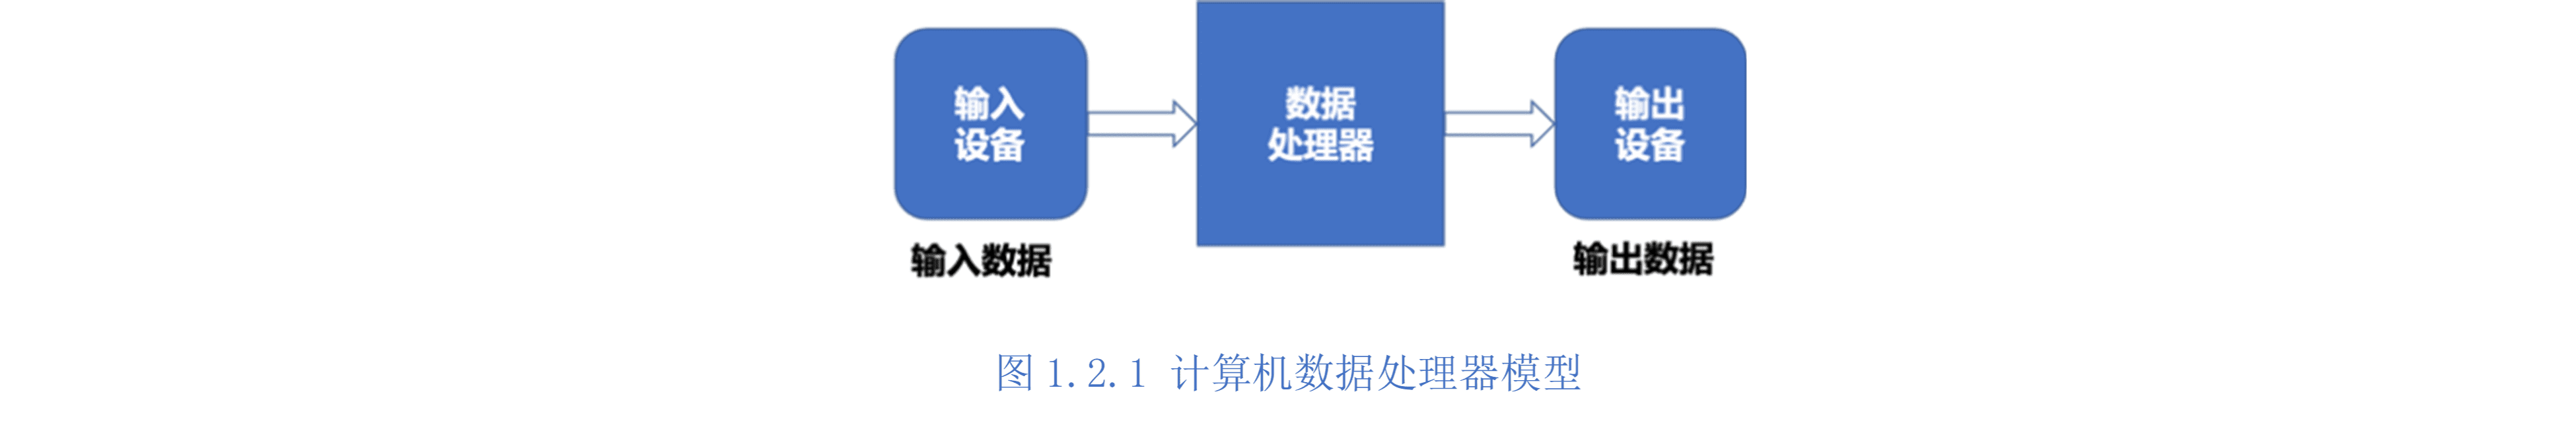 输入
设备
数据
处理器
输出
设备
输入数据
输出数据
图 1.2.1 计算机数据处理器模型